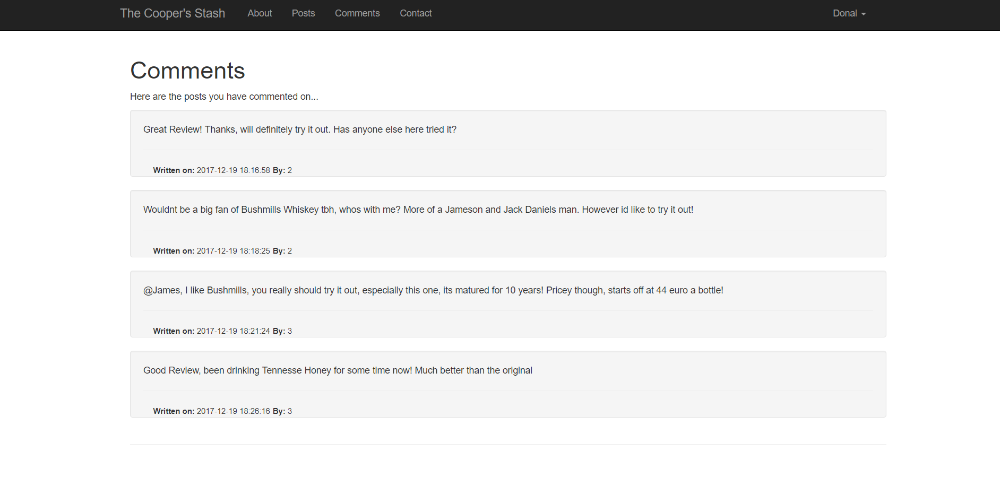 The Cooper's Stash About Posts Comments Contact Donal
Comments
Here are the posts you have commented on...
Great Review! Thanks, will definitely try it out. Has anyone else here tried it?
Written on: 2017-12-19 18:16:58 By: 2
Wouldnt be a big fan of Bushmills Whiskey tbh, whos with me? More of a Jameson and Jack Daniels man. However id like to try it out!
Written on: 2017-12-19 18:18:25 By: 2
@James, I like Bushmills, you really should try it out, especially this one, its matured for 10 years! Pricey though, starts off at 44 euro a bottle!
Written on: 2017-12-19 18:21:24 By: 3
Good Review, been drinking Tennesse Honey for some time now! Much better than the original
Written on: 2017-12-19 18:26:16 By: 3